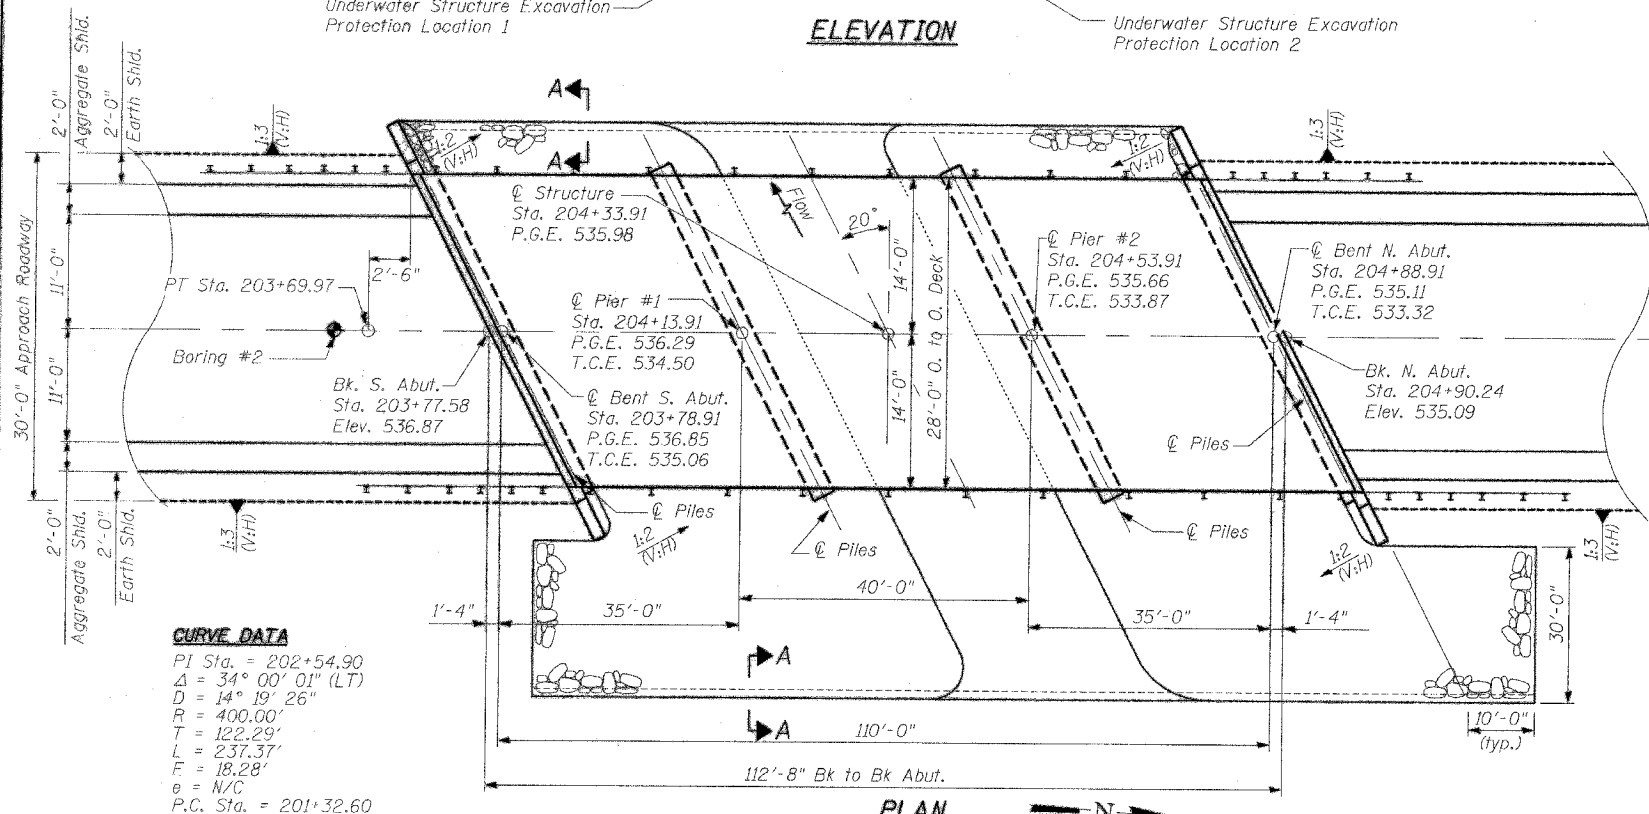 Underwater Structure Excavation
Protection Location 1
ELEVATION
Underwater Structure Excavation
Protection Location 2
2'-0"
Aggregate Shld.
2'-0"
Earth Shld.
1:3
(V:H)
A
A
1:2
(V:H)
1:2
(V:H)
1:3
(V:H)
℄ Structure
Sta. 204+33.91
P.G.E. 535.98
Flow
20°
14'-0"
14'-0"
28'-0" O. to O. Deck
℄ Pier #2
Sta. 204+53.91
P.G.E. 535.66
T.C.E. 533.87
℄ Bent N. Abut.
Sta. 204+88.91
P.G.E. 535.11
T.C.E. 533.32
30'-0" Approach Roadway
11'-0"
11'-0"
2'-6"
PT Sta. 203+69.97
Boring #2
℄ Pier #1
Sta. 204+13.91
P.G.E. 536.29
T.C.E. 534.50
Bk. S. Abut.
Sta. 203+77.58
Elev. 536.87
℄ Bent S. Abut.
Sta. 203+78.91
P.G.E. 536.85
T.C.E. 535.06
Bk. N. Abut.
Sta. 204+90.24
Elev. 535.09
℄ Piles
℄ Piles
℄ Piles
℄ Piles
2'-0"
Aggregate Shld.
2'-0"
Earth Shld.
1:3
(V:H)
1:2
(V:H)
1:2
(V:H)
1:3
(V:H)
1'-4"
35'-0"
40'-0"
35'-0"
1'-4"
30'-0"
10'-0"
(typ.)
A
A
110'-0"
112'-8" Bk to Bk Abut.
CURVE DATA
PI Sta. = 202+54.90
Δ = 34° 00' 01" (LT)
D = 14° 19' 26"
R = 400.00'
T = 122.29'
L = 237.37'
E = 18.28'
e = N/C
P.C. Sta. = 201+32.60
PLAN
N